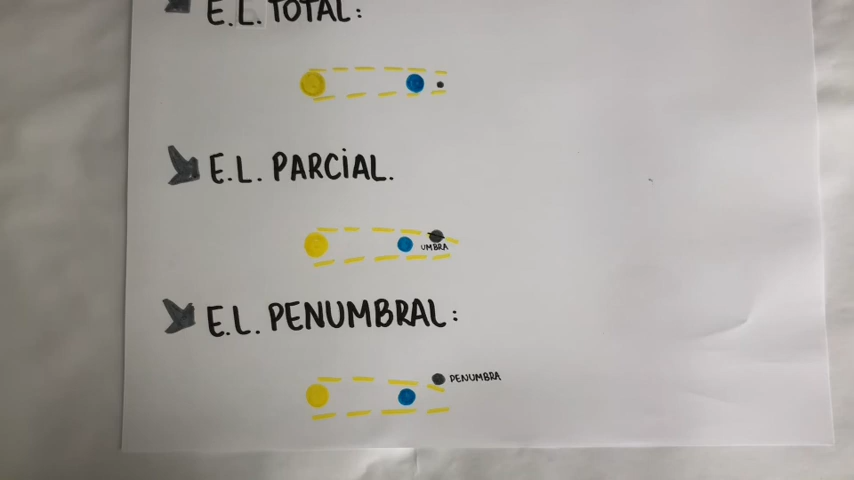 E.L. TOTAL:
E.L. PARCIAL.
UMBRA
E.L. PENUMBRAL:
PENUMBRA